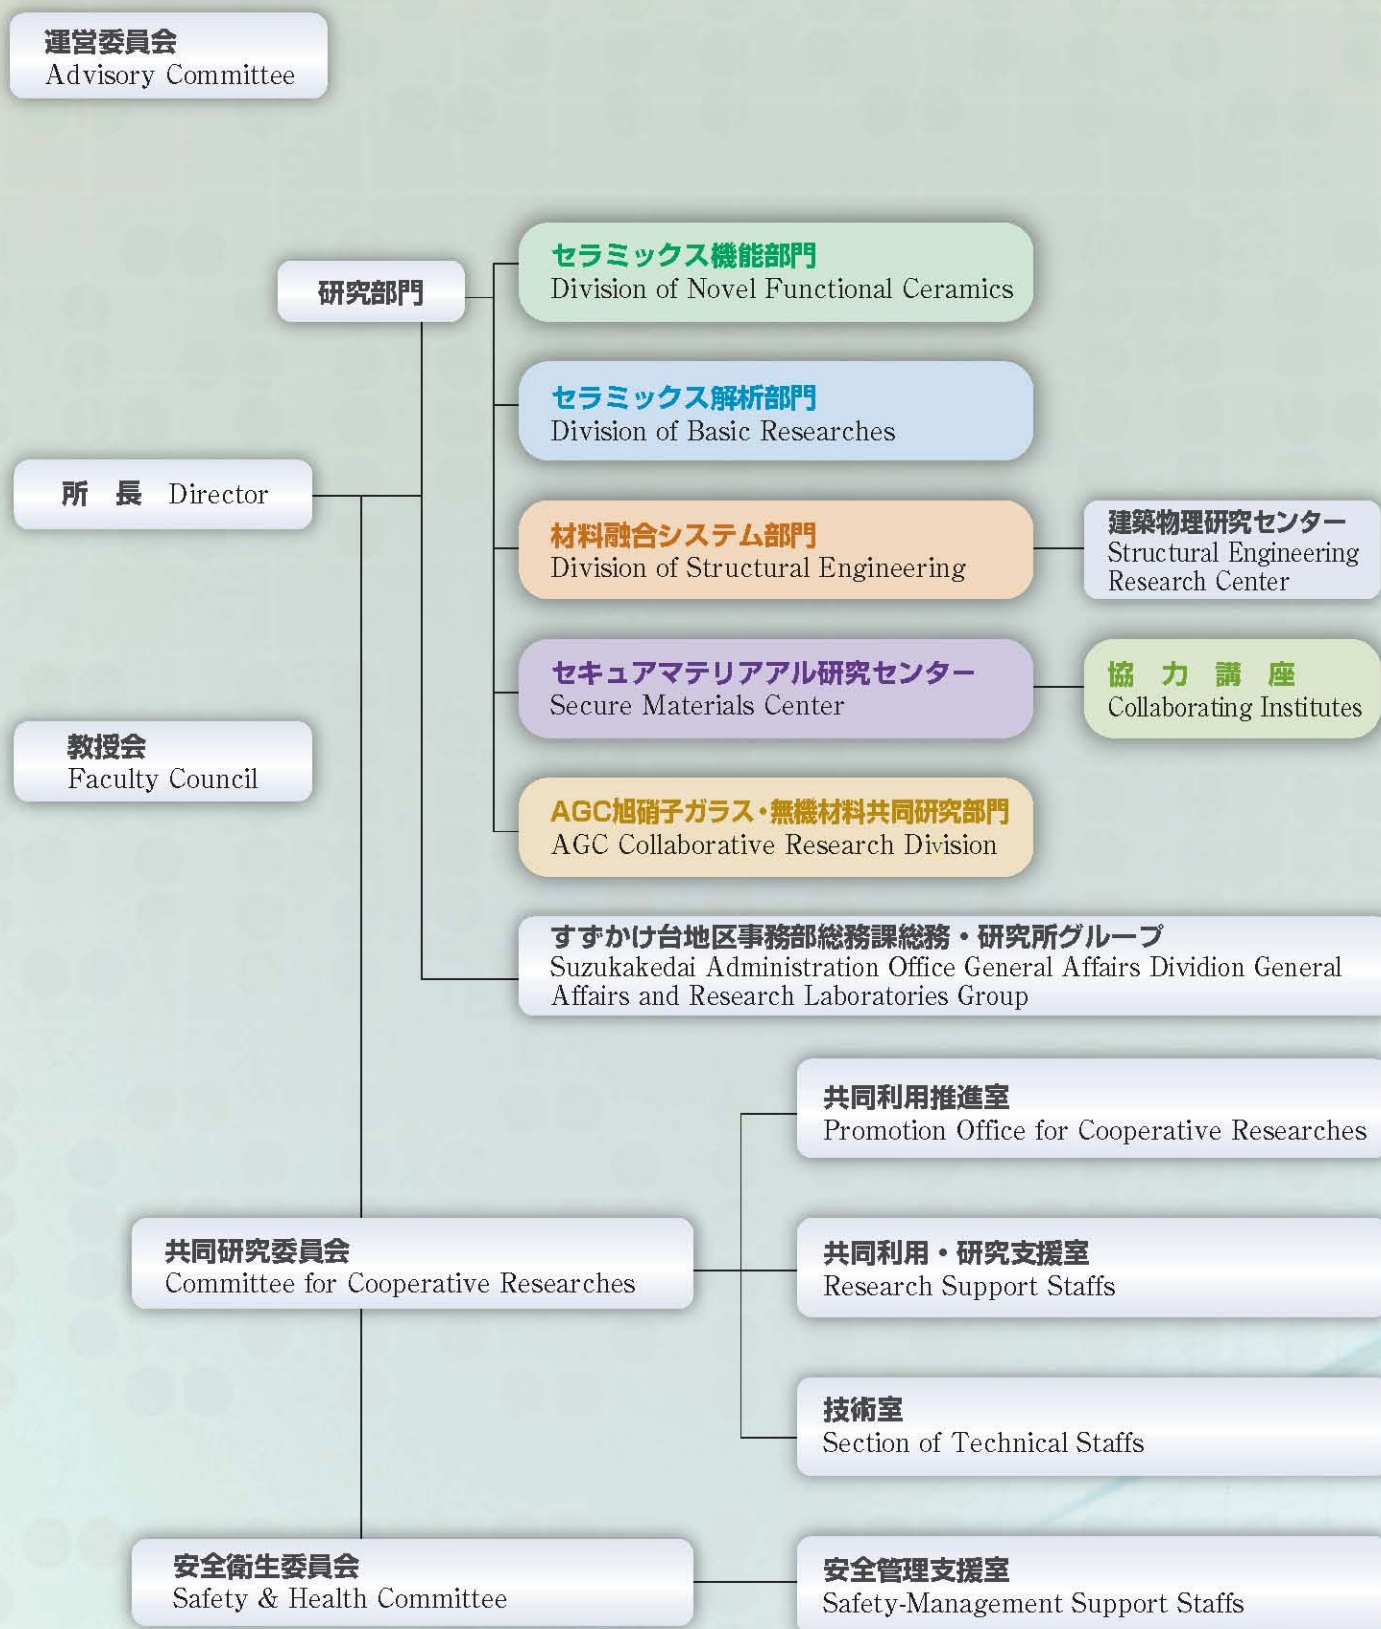 運営委員会
Advisory Committee
研究部門
セラミックス機能部門
Division of Novel Functional Ceramics
セラミックス解析部門
Division of Basic Researches
所 長 Director
材料融合システム部門
Division of Structural Engineering
建築物理研究センター
Structural Engineering
Research Center
セキュアマテリアアル研究センター
Secure Materials Center
協 力 講 座
Collaborating Institutes
教授会
Faculty Council
AGC旭硝子ガラス・無機材料共同研究部門
AGC Collaborative Research Division
すずかけ台地区事務部総務課総務・研究所グループ
Suzukakedai Administration Office General Affairs Dividion General
Affairs and Research Laboratories Group
共同利用推進室
Promotion Office for Cooperative Researches
共同研究委員会
Committee for Cooperative Researches
共同利用・研究支援室
Research Support Staffs
技術室
Section of Technical Staffs
安全衛生委員会
Safety & Health Committee
安全管理支援室
Safety-Management Support Staffs